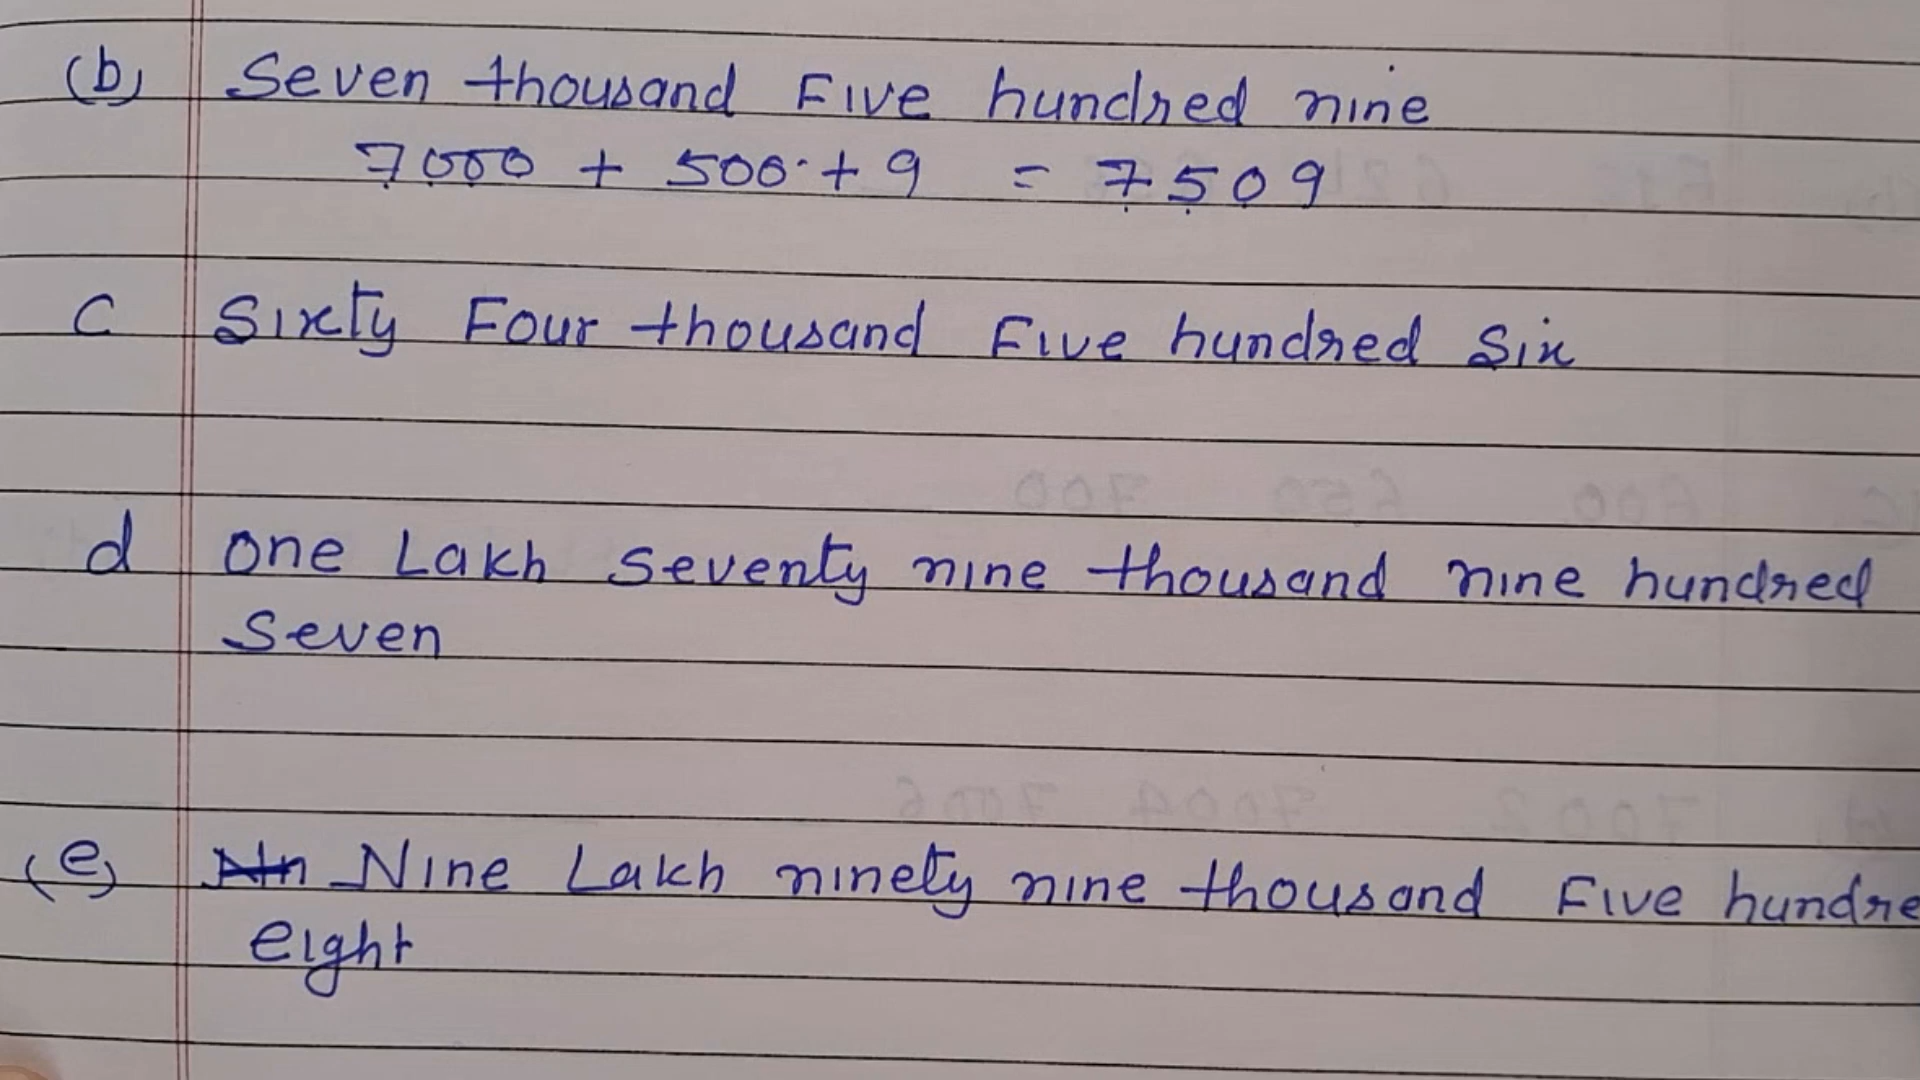 (b) Seven thousand Five hundred nine
7000 + 500 + 9 = 7509
C Sixty Four thousand Five hundred Six
d One Lakh Seventy nine thousand nine hundred
Seven
(e) Nine Lakh ninety nine thousand Five hundre
eight